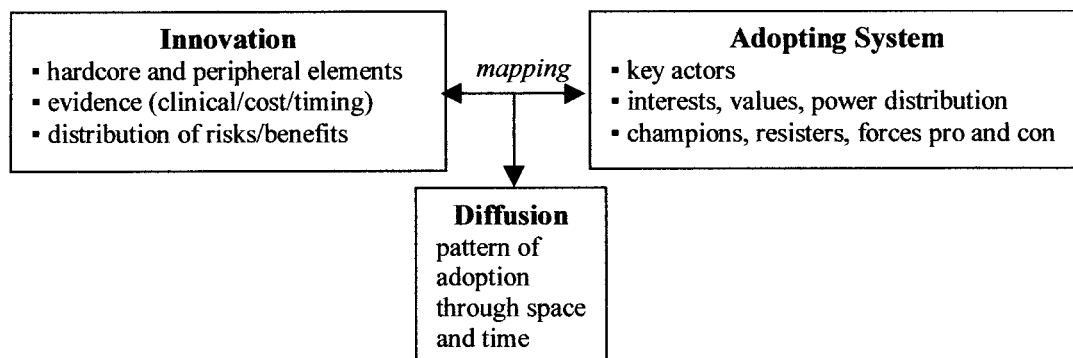 Innovation
▪ hardcore and peripheral elements
▪ evidence (clinical/cost/timing)
▪ distribution of risks/benefits
mapping
Adopting System
▪ key actors
▪ interests, values, power distribution
▪ champions, resisters, forces pro and con
Diffusion
pattern of
adoption
through space
and time